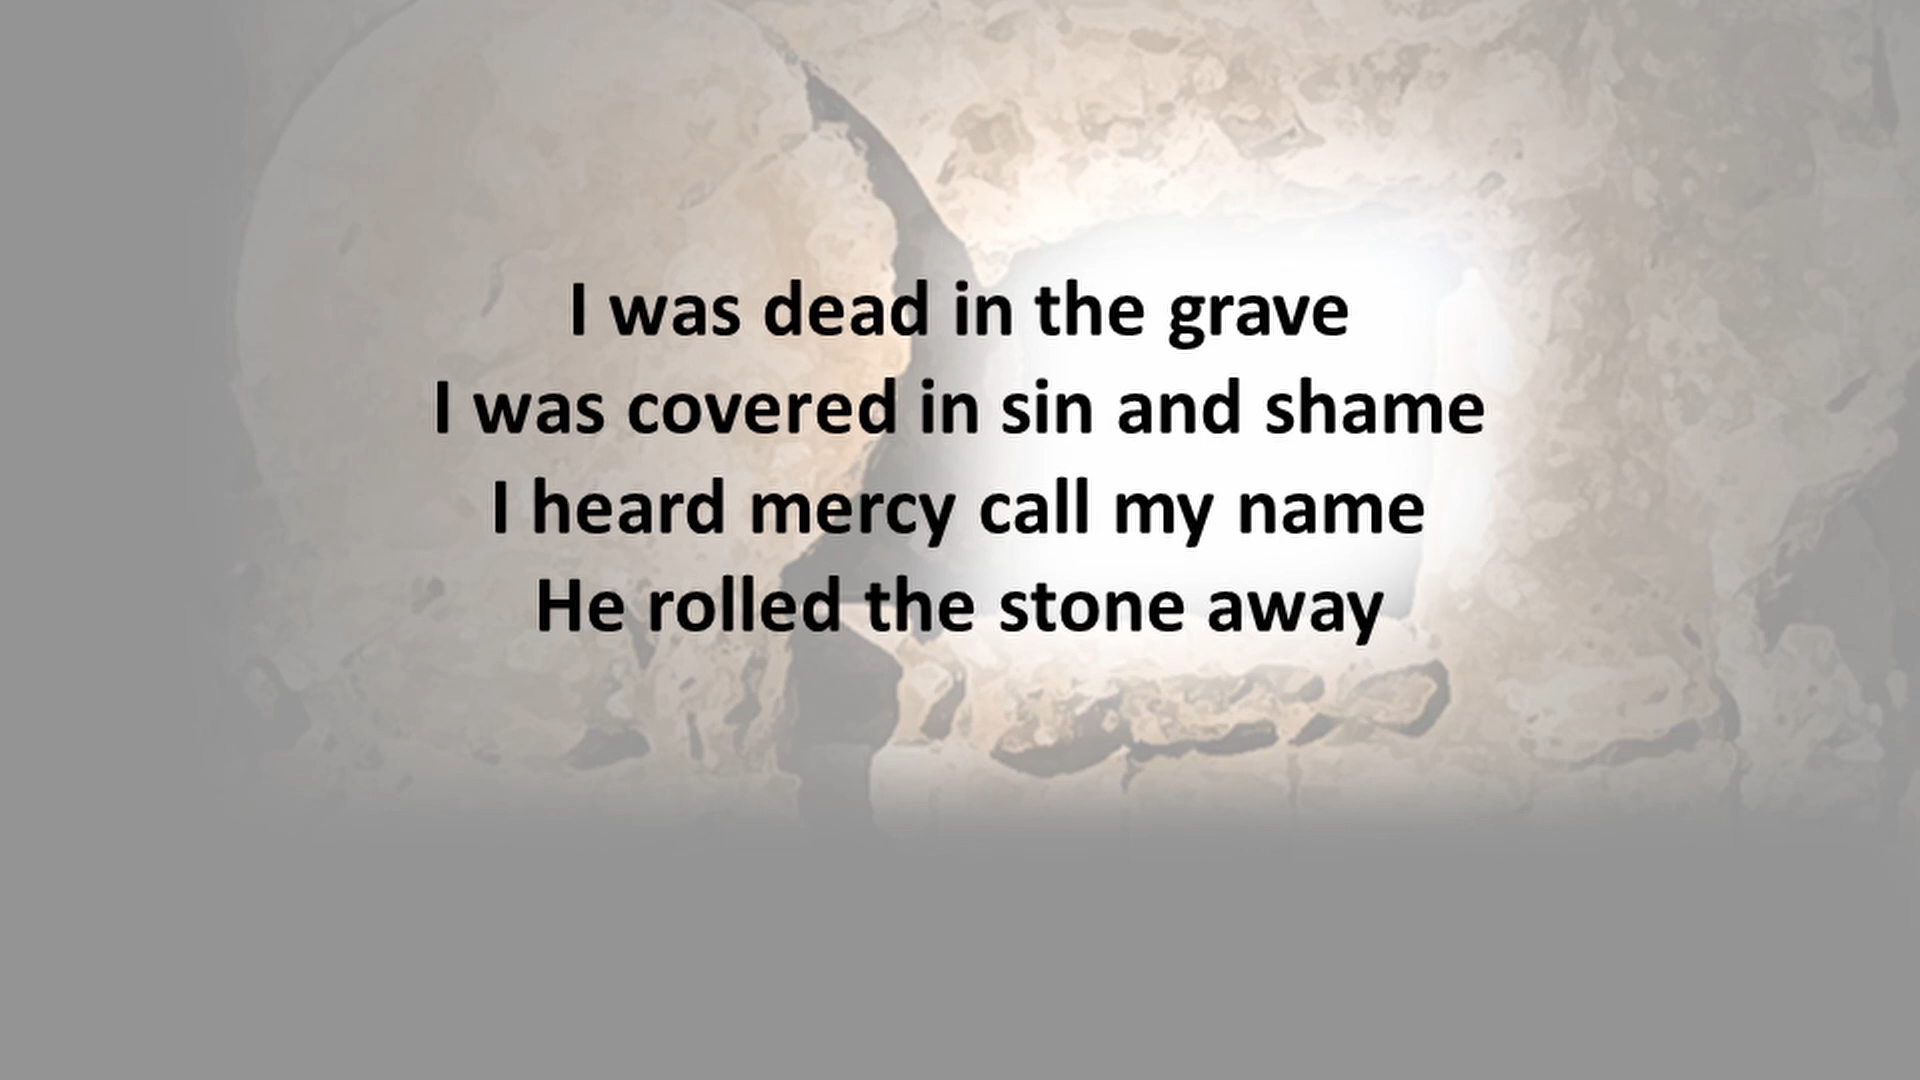 I was dead in the grave
I was covered in sin and shame
I heard mercy call my name
He rolled the stone away